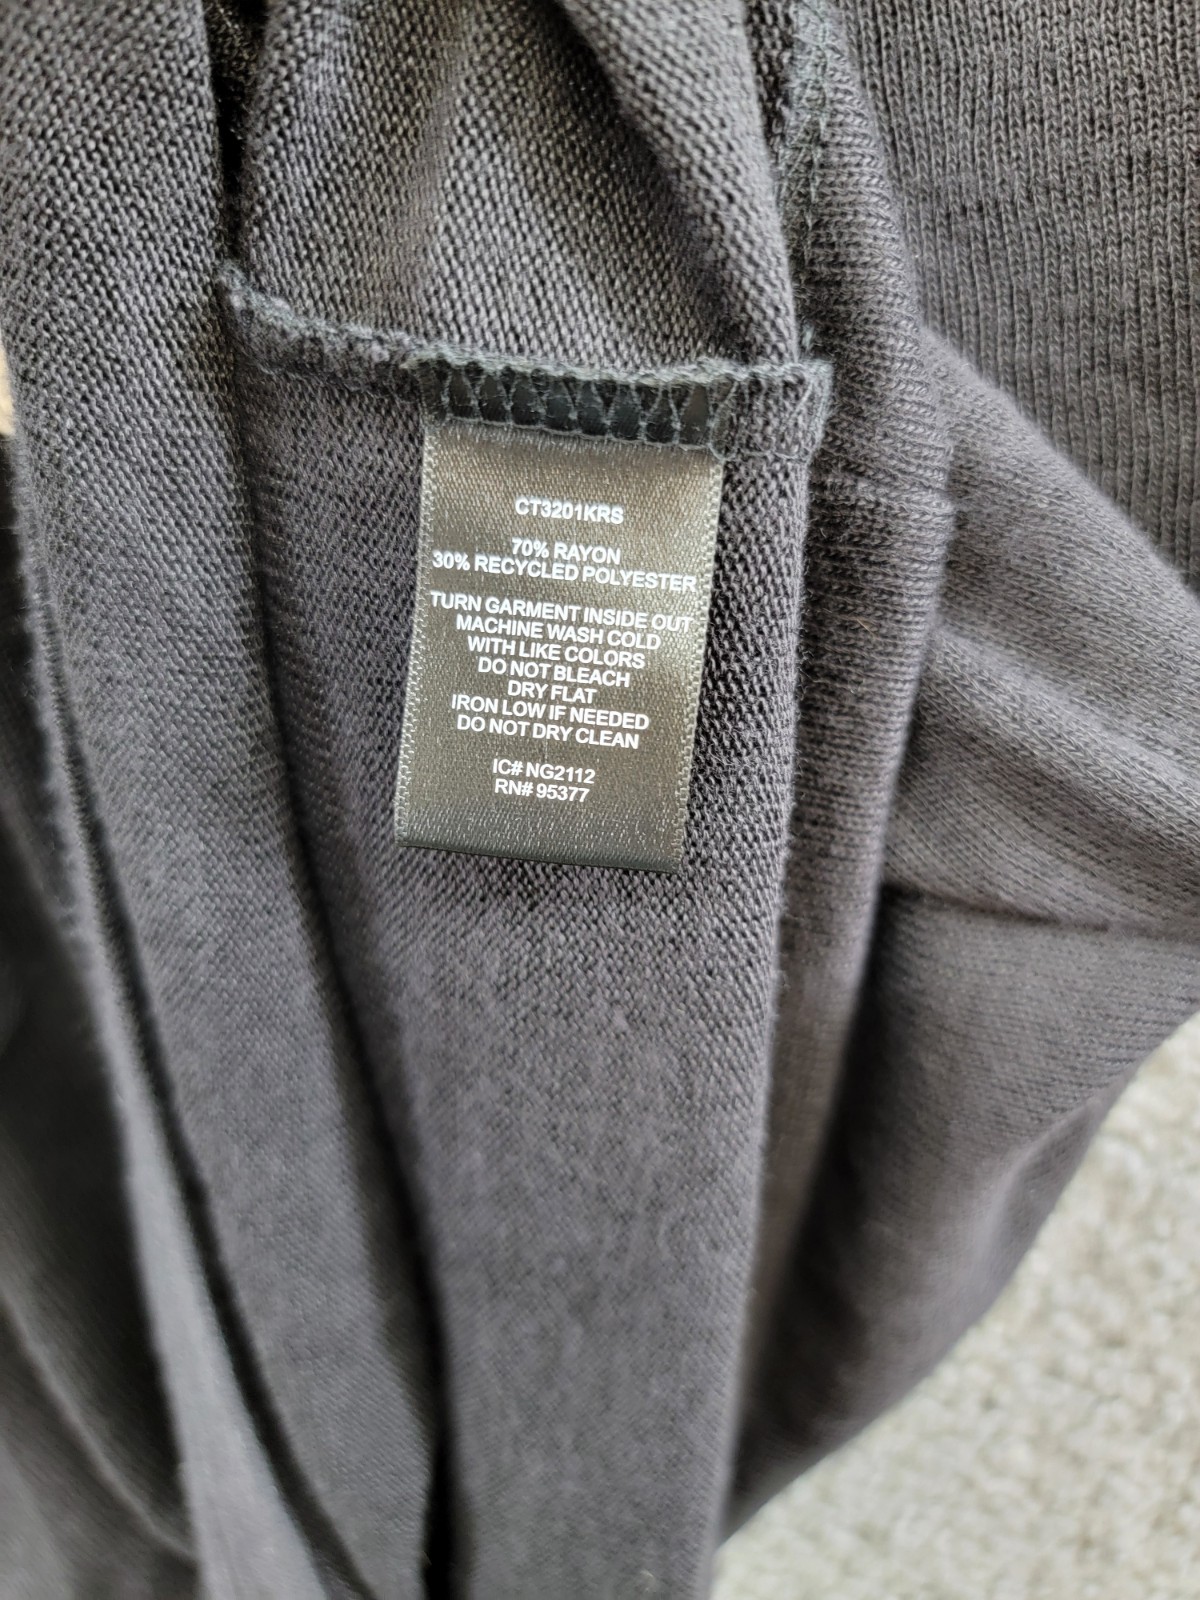 CT3201KRS
70% RAYON
30% RECYCLED POLYESTER
TURN GARMENT INSIDE OUT
MACHINE WASH COLD
WITH LIKE COLORS
DO NOT BLEACH
DRY FLAT
IRON LOW IF NEEDED
DO NOT DRY CLEAN
IC# NG2112
RN# 95377